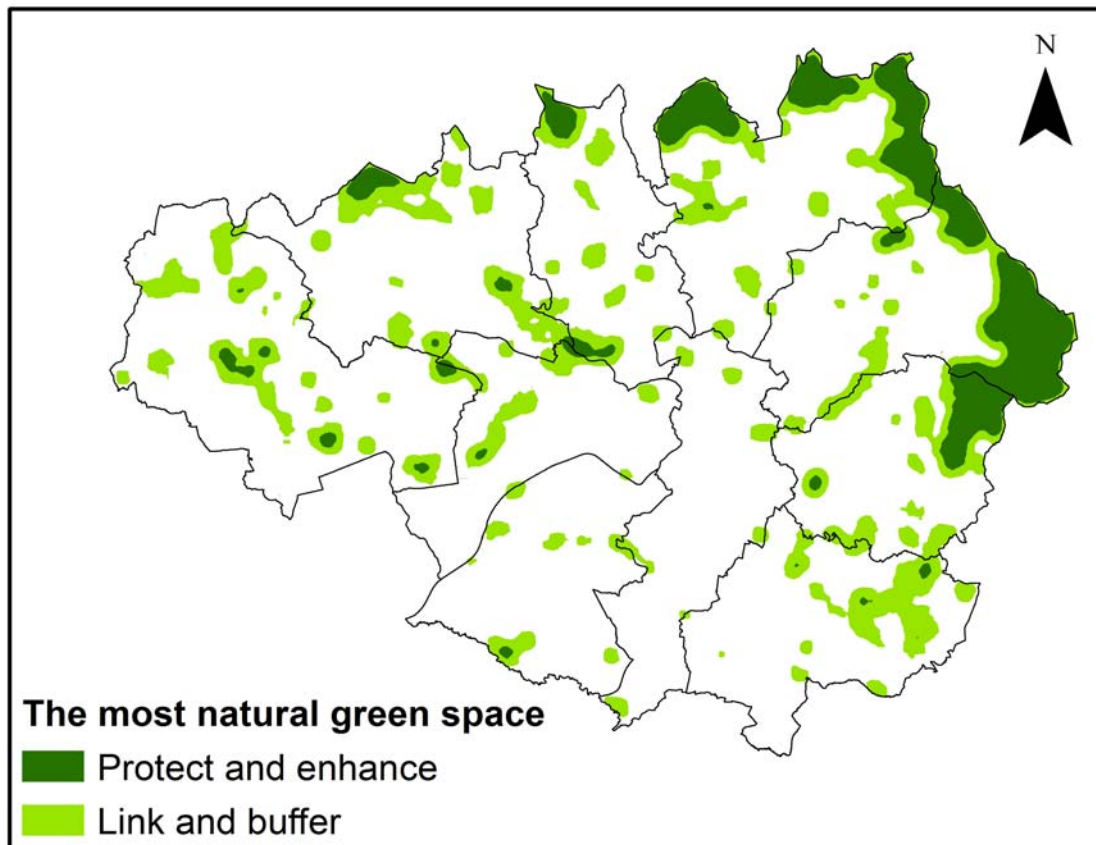 N
The most natural green space
Protect and enhance
Link and buffer